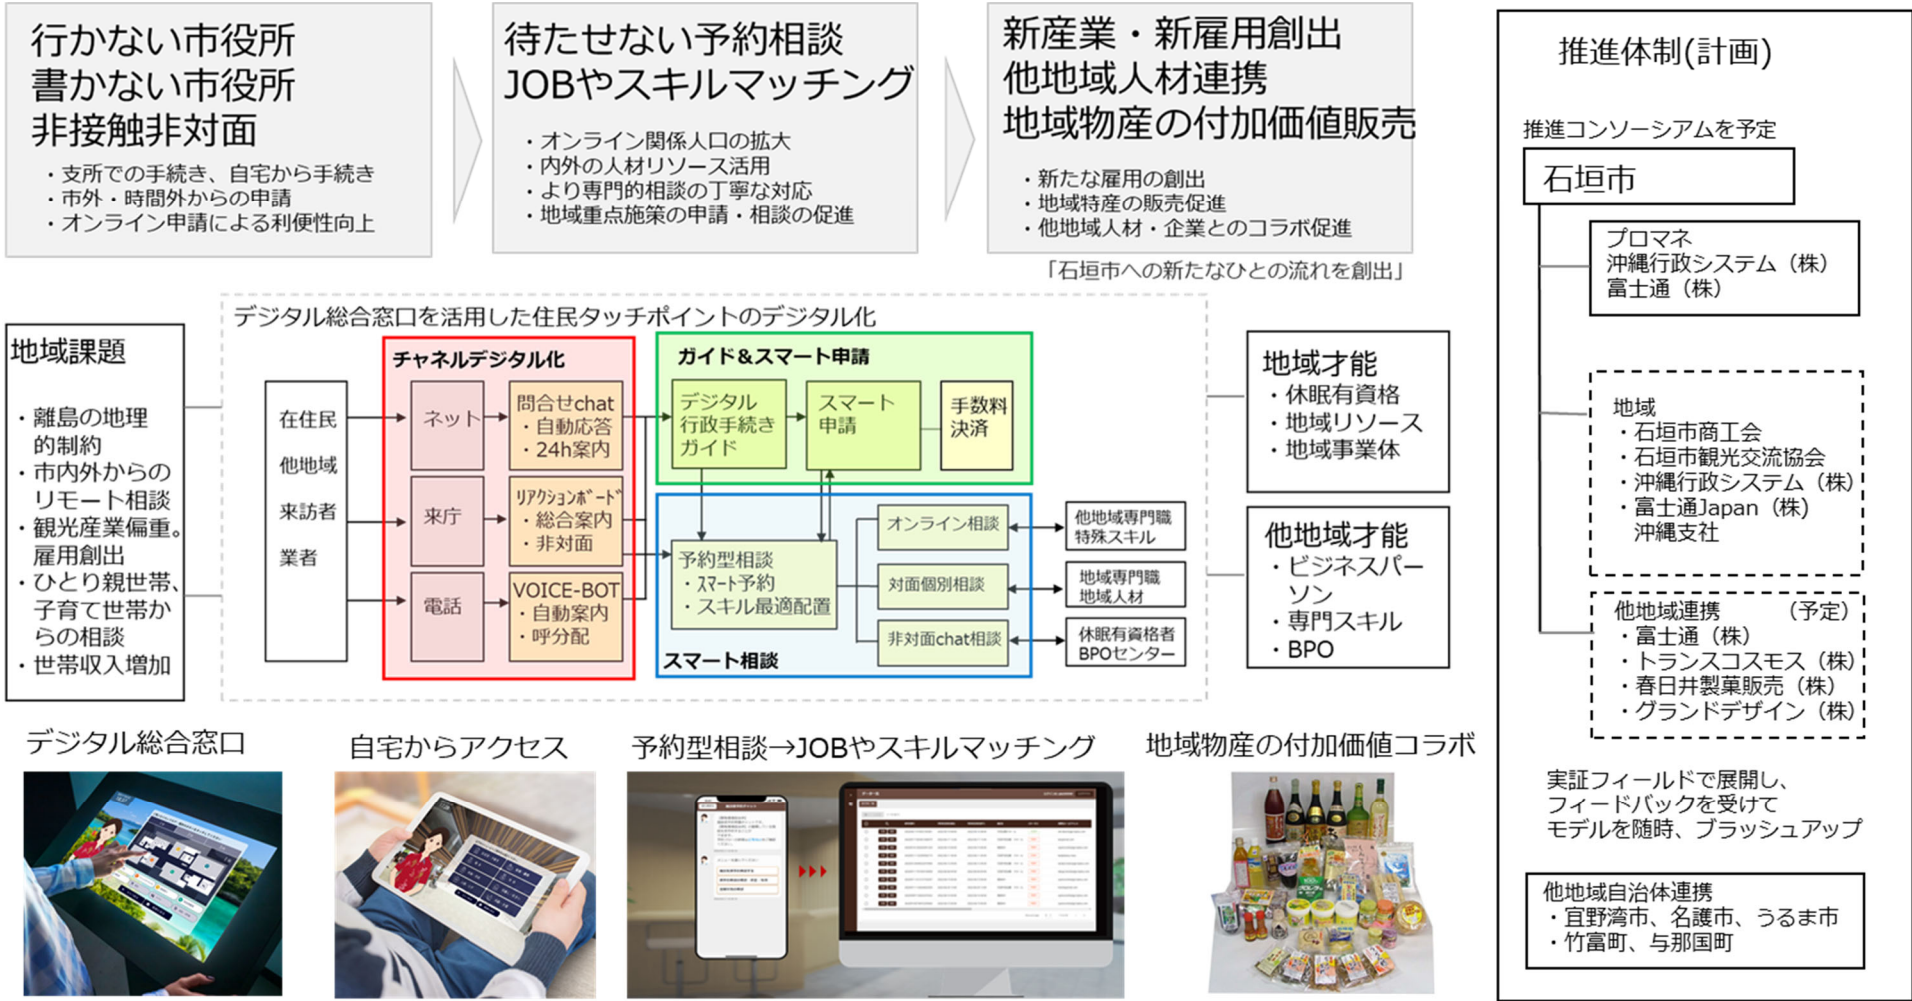 行かない市役所
書かない市役所
非接触非対面
・支所での手続き、自宅から手続き
・市外・時間外からの申請
・オンライン申請による利便性向上
待たせない予約相談
JOBやスキルマッチング
・オンライン関係人口の拡大
・内外の人材リソース活用
・より専門的相談の丁寧な対応
・地域重点施策の申請・相談の促進
新産業・新雇用創出
他地域人材連携
地域物産の付加価値販売
・新たな雇用の創出
・地域特産の販売促進
・他地域人材・企業とのコラボ促進
「石垣市への新たなひとの流れを創出」
地域課題
・離島の地理
的制約
・市内外からの
リモート相談
・観光産業偏重。
雇用創出
・ひとり親世帯、
子育て世帯か
らの相談
・世帯収入増加
デジタル総合窓口を活用した住民タッチポイントのデジタル化
在住民
他地域
来訪者
業者
チャネルデジタル化
ネット
問合せchat
・自動応答
・24h案内
来庁
リアクションボード
・総合案内
・非対面
電話
VOICE-BOT
・自動案内
・呼分配
ガイド&スマート申請
デジタル
行政手続き
ガイド
スマート
申請
手数料
決済
予約型相談
・スマート予約
・スキル最適配置
オンライン相談
対面個別相談
非対面chat相談
スマート相談
他地域専門職
特殊スキル
地域専門職
地域人材
休眠有資格者
BPOセンター
地域才能
・休眠有資格
・地域リソース
・地域事業体
他地域才能
・ビジネスパー
ソン
・専門スキル
・BPO
デジタル総合窓口
自宅からアクセス
予約型相談→JOBやスキルマッチング
地域物産の付加価値コラボ
推進体制(計画)
推進コンソーシアムを予定
石垣市
プロマネ
沖縄行政システム（株）
富士通（株）
地域
・石垣市商工会
・石垣市観光交流協会
・沖縄行政システム（株）
・富士通Japan（株）
沖縄支社
他地域連携　（予定）
・富士通（株）
・トランスコスモス（株）
・春日井製菓販売（株）
・グランドデザイン（株）
実証フィールドで展開し、
フィードバックを受けて
モデルを随時、ブラッシュアップ
他地域自治体連携
・宜野湾市、名護市、うるま市
・竹富町、与那国町